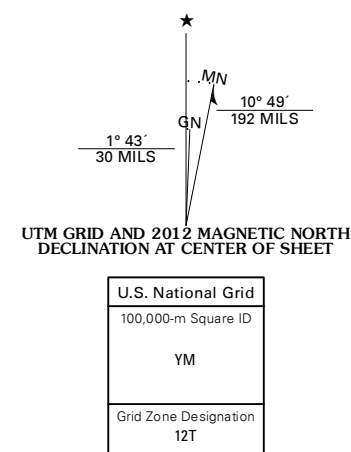 MN
10° 49´
192 MILS
GN
1° 43´
30 MILS
UTM GRID AND 2012 MAGNETIC NORTH
DECLINATION AT CENTER OF SHEET
U.S. National Grid
100,000-m Square ID
YM
Grid Zone Designation
12T